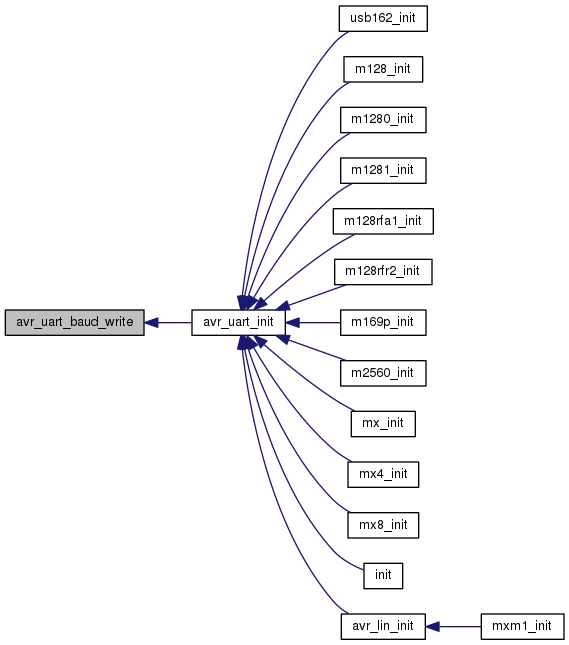 usb162_init
m128_init
m1280_init
m1281_init
m128rfa1_init
m128rfr2_init
avr_uart_baud_write
avr_uart_init
m169p_init
m2560_init
mx_init
mx4_init
mx8_init
init
avr_lin_init
mxm1_init